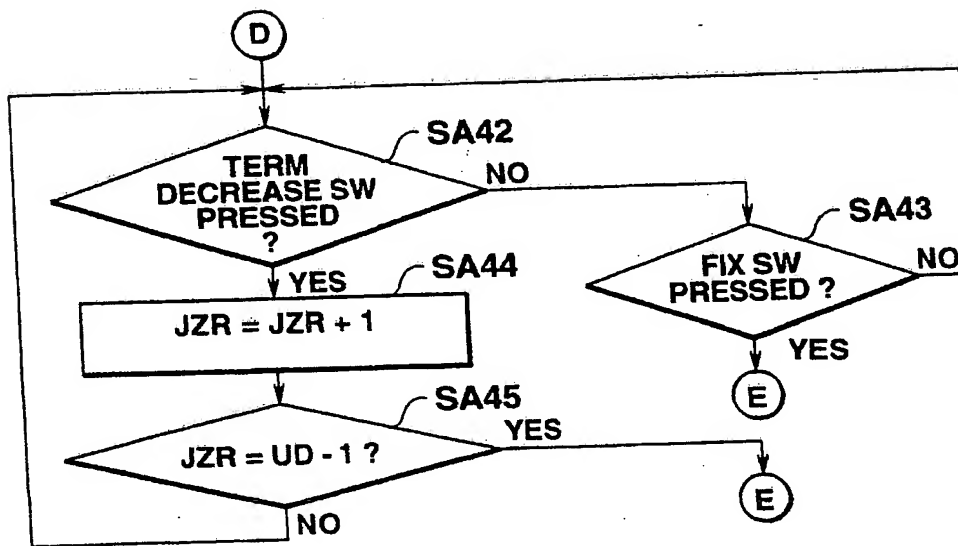 D
SA42
TERM
DECREASE SW
PRESSED
?
NO
SA43
FIX SW
PRESSED ?
NO
YES
E
YES
SA44
JZR = JZR + 1
SA45
JZR = UD - 1 ?
YES
E
NO